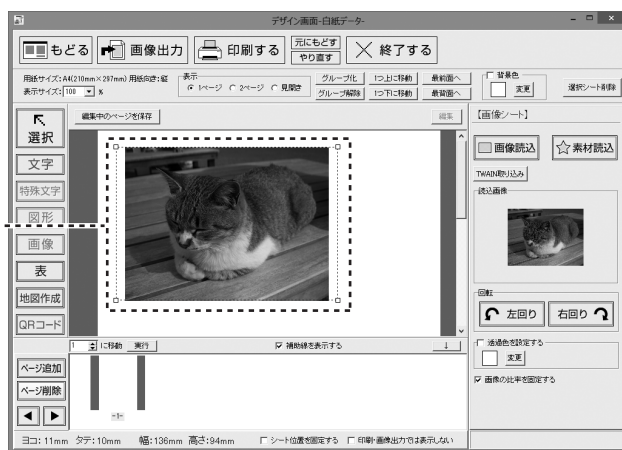 デザイン画面-白紙データ-
もどる 画像出力 印刷する 元にもどす やり直す 終了する
用紙サイズ:A4(210mm×297mm) 用紙向き:縦
表示サイズ: 100 %
表示
1ページ 2ページ 見開き
グループ化 1つ上に移動 最前面へ
グループ解除 1つ下に移動 最背面へ
背景色
変更
選択シート削除
選択
文字
特殊文字
図形
画像
表
地図作成
QRコード
編集中のページを保存 編集
【画像シート】
画像読込 素材読込
TWAIN取り込み
読込画像
回転
左回り 右回り
透過色を設定する
変更
画像の比率を固定する
1 に移動 実行 補助線を表示する ↓
ページ追加
ページ削除
-1-
ヨコ: 11mm タテ:10mm 幅:136mm 高さ:94mm シート位置を固定する 印刷・画像出力では表示しない